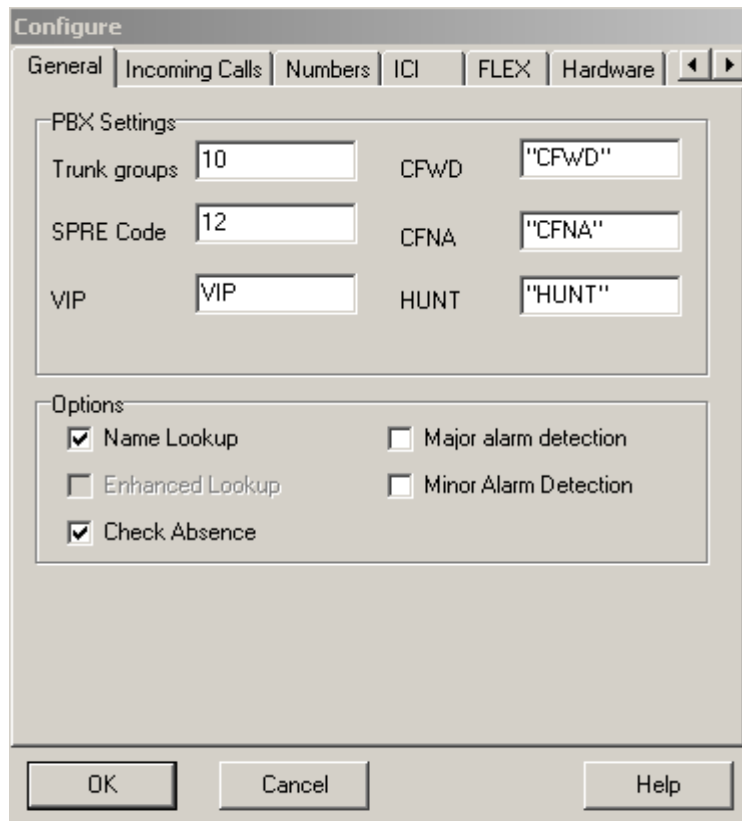 Configure
General Incoming Calls Numbers ICI FLEX Hardware
PBX Settings
Trunk groups 10 CFWD "CFWD"
SPRE Code 12 CFNA "CFNA"
VIP VIP HUNT "HUNT"
Options
Name Lookup Major alarm detection
Enhanced Lookup Minor Alarm Detection
Check Absence
OK Cancel Help